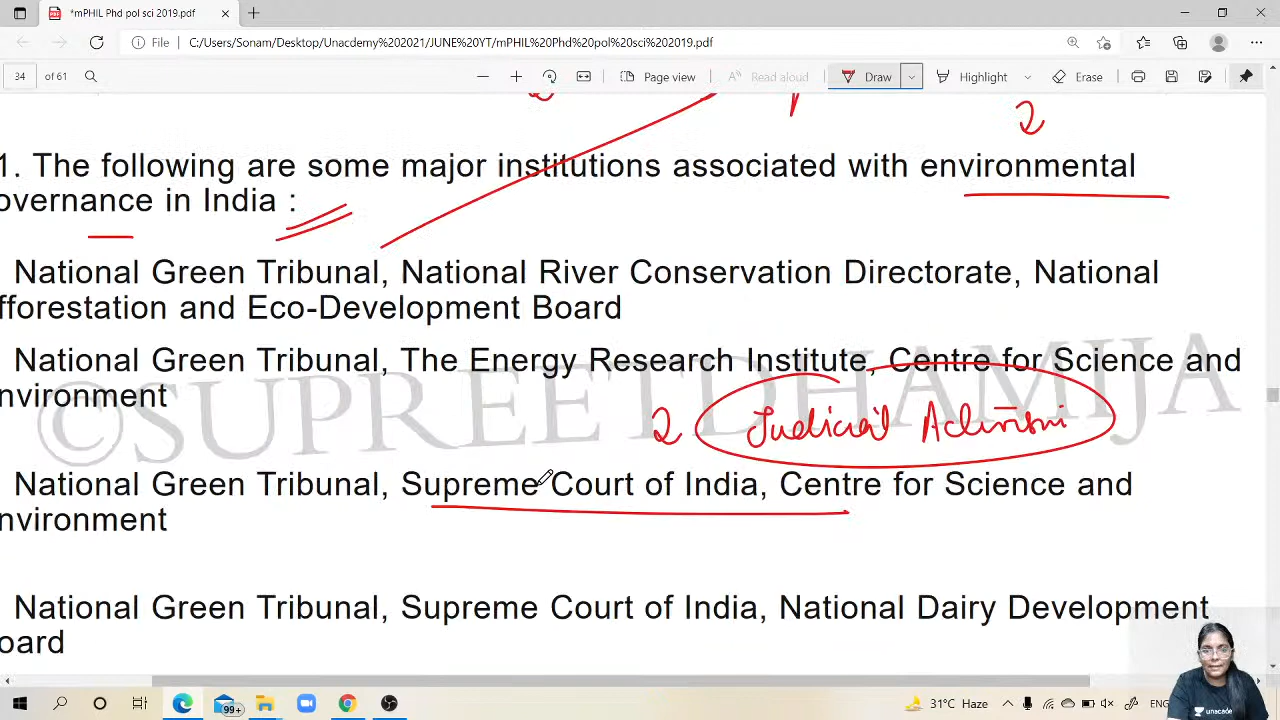 *mPHIL Phd pol sci 2019.pdf
File C:/Users/Sonam/Desktop/Unacdemy%202021/JUNE%20YT/mPHIL%20Phd%20pol%20sci%202019.pdf
34 of 61 Page view Read aloud Draw Highlight Erase
2
1. The following are some major institutions associated with environmental
overnance in India :
National Green Tribunal, National River Conservation Directorate, National
fforestation and Eco-Development Board
National Green Tribunal, The Energy Research Institute, Centre for Science and
nvironment
©SUPREETDHAMIJA
2 Judicial Activism
National Green Tribunal, Supreme Court of India, Centre for Science and
nvironment
National Green Tribunal, Supreme Court of India, National Dairy Development
oard
unacade
99+ 31°C Haze ENG